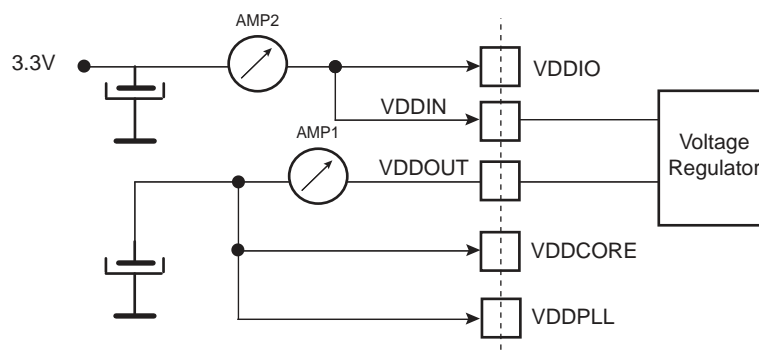 AMP2
3.3V
VDDIO
VDDIN
AMP1
Voltage
Regulator
VDDOUT
VDDCORE
VDDPLL